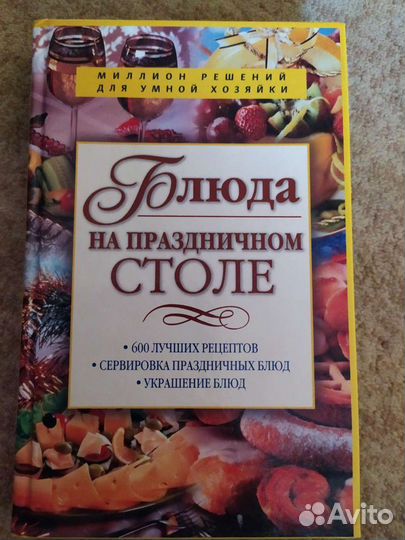 МИЛЛИОН РЕШЕНИЙ
ДЛЯ УМНОЙ ХОЗЯЙКИ
БЛЮДА
НА ПРАЗДНИЧНОМ
СТОЛЕ
• 600 ЛУЧШИХ РЕЦЕПТОВ
• СЕРВИРОВКА ПРАЗДНИЧНЫХ БЛЮД
• УКРАШЕНИЕ БЛЮД
Avito